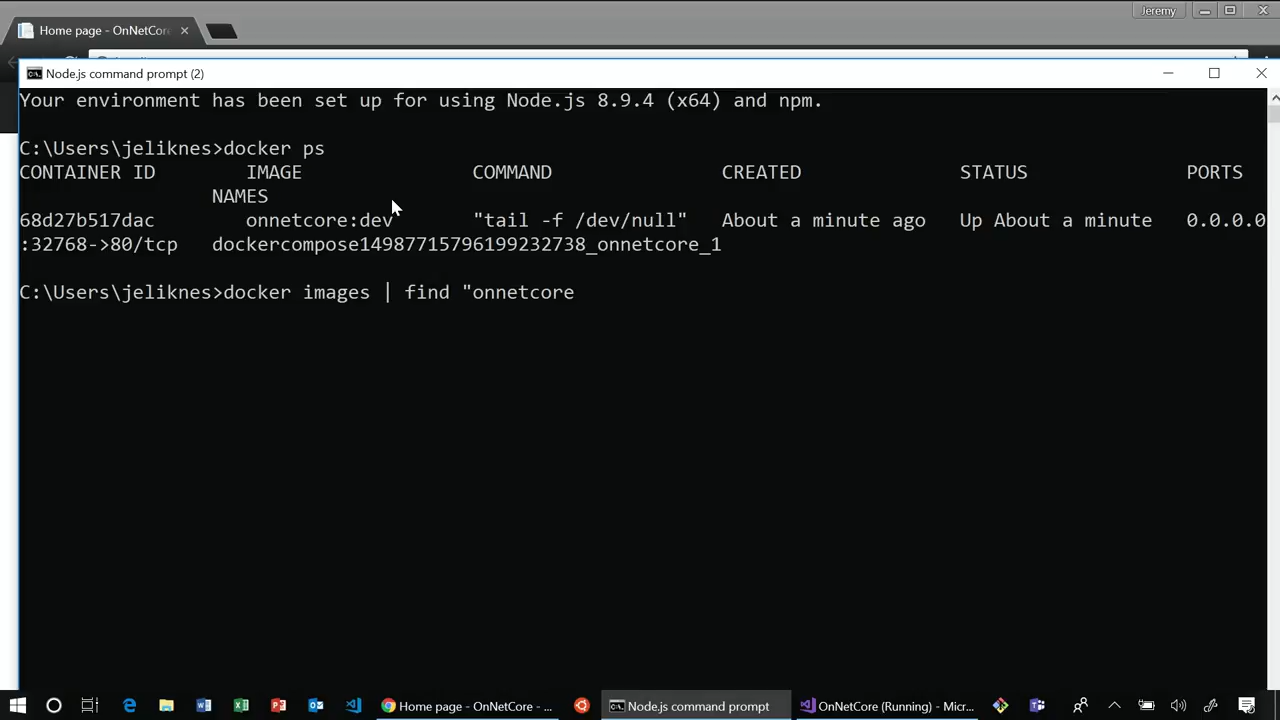 Jeremy
Home page - OnNetCor
Node.js command prompt (2)
Your environment has been set up for using Node.js 8.9.4 (x64) and npm.
C:\Users\jeliknes>docker ps
CONTAINER ID IMAGE COMMAND CREATED STATUS PORTS
NAMES
68d27b517dac onnetcore:dev "tail -f /dev/null" About a minute ago Up About a minute 0.0.0.0
:32768->80/tcp dockercompose14987715796199232738_onnetcore_1
C:\Users\jeliknes>docker images | find "onnetcore
Home page - OnNetCore - ...
Node.js command prompt
OnNetCore (Running) - Micr...